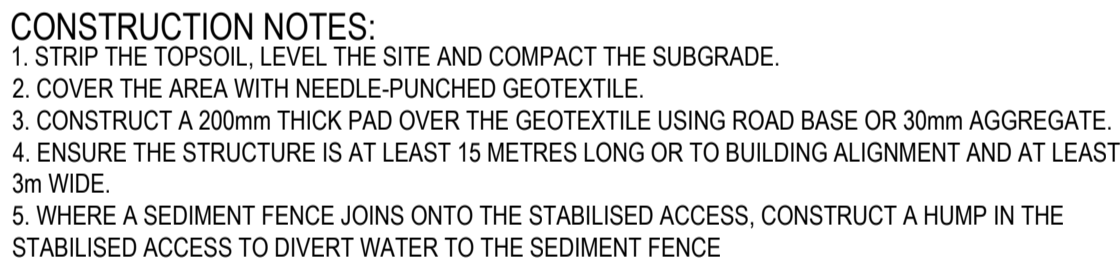 CONSTRUCTION NOTES:
1. STRIP THE TOPSOIL, LEVEL THE SITE AND COMPACT THE SUBGRADE.
2. COVER THE AREA WITH NEEDLE-PUNCHED GEOTEXTILE.
3. CONSTRUCT A 200mm THICK PAD OVER THE GEOTEXTILE USING ROAD BASE OR 30mm AGGREGATE.
4. ENSURE THE STRUCTURE IS AT LEAST 15 METRES LONG OR TO BUILDING ALIGNMENT AND AT LEAST
3m WIDE.
5. WHERE A SEDIMENT FENCE JOINS ONTO THE STABILISED ACCESS, CONSTRUCT A HUMP IN THE
STABILISED ACCESS TO DIVERT WATER TO THE SEDIMENT FENCE